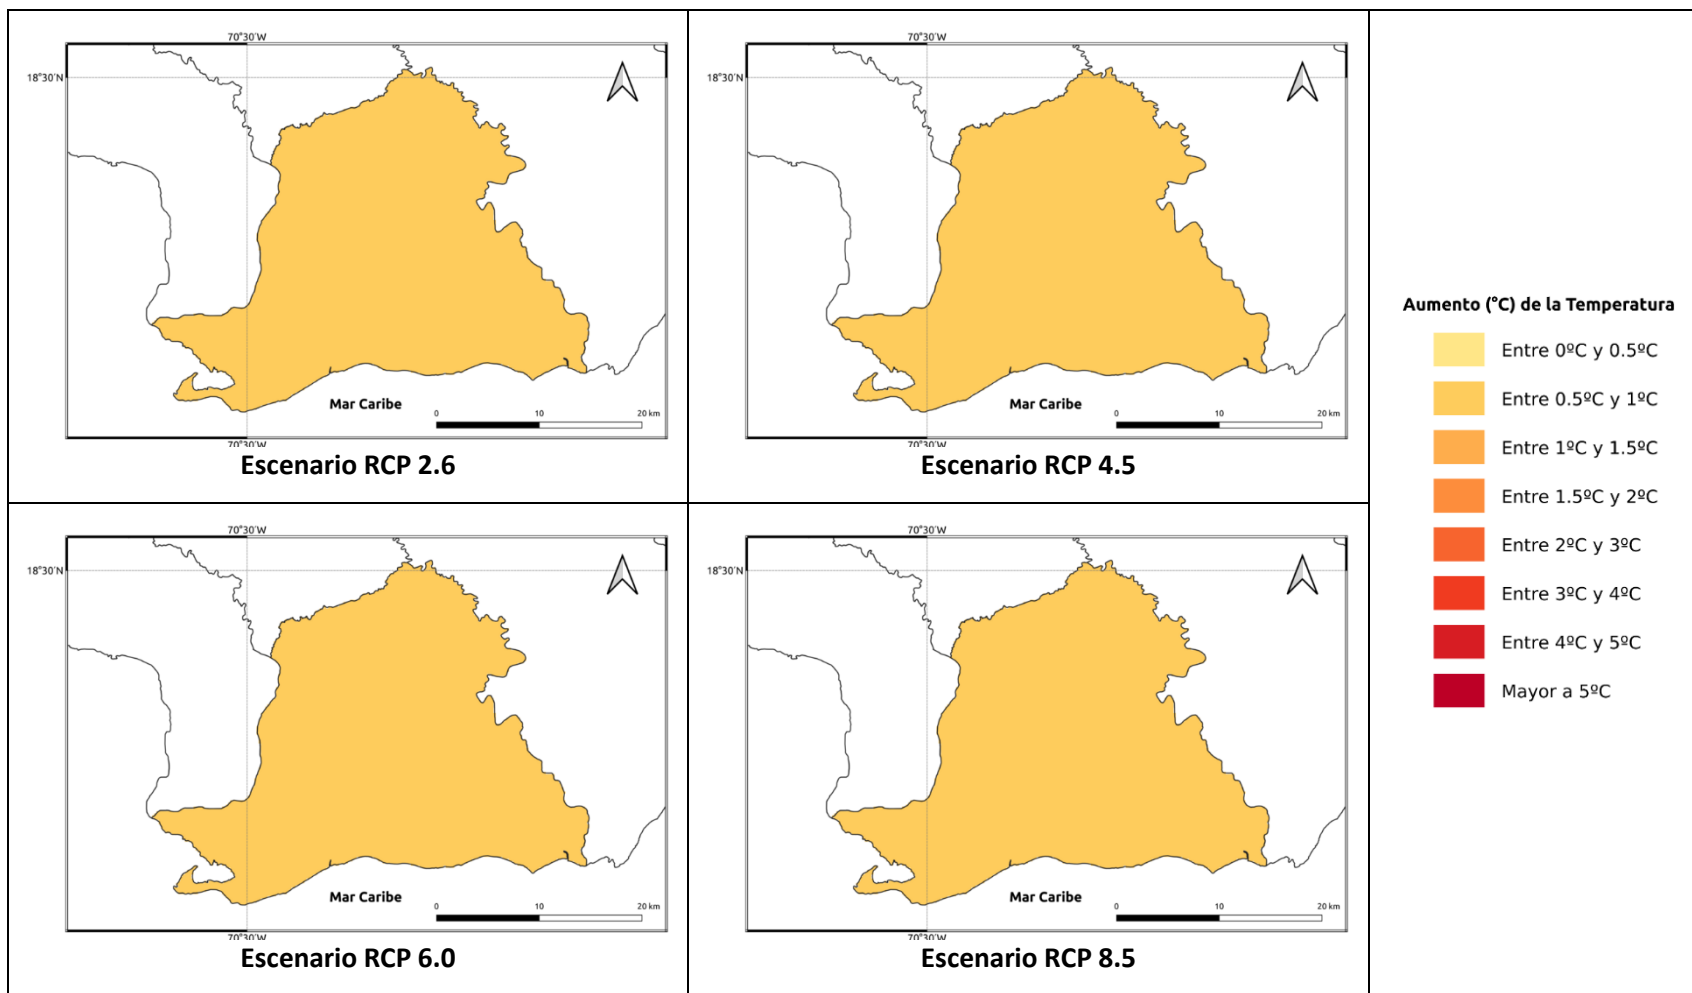 70°30'W
18°30'N
Mar Caribe
0 10 20 km
70°30'W
Escenario RCP 2.6
70°30'W
18°30'N
Mar Caribe
0 10 20 km
70°30'W
Escenario RCP 4.5
70°30'W
18°30'N
Mar Caribe
0 10 20 km
70°30'W
Escenario RCP 6.0
70°30'W
18°30'N
Mar Caribe
0 10 20 km
70°30'W
Escenario RCP 8.5
Aumento (°C) de la Temperatura
Entre 0ºC y 0.5ºC
Entre 0.5ºC y 1ºC
Entre 1ºC y 1.5ºC
Entre 1.5ºC y 2ºC
Entre 2ºC y 3ºC
Entre 3ºC y 4ºC
Entre 4ºC y 5ºC
Mayor a 5ºC